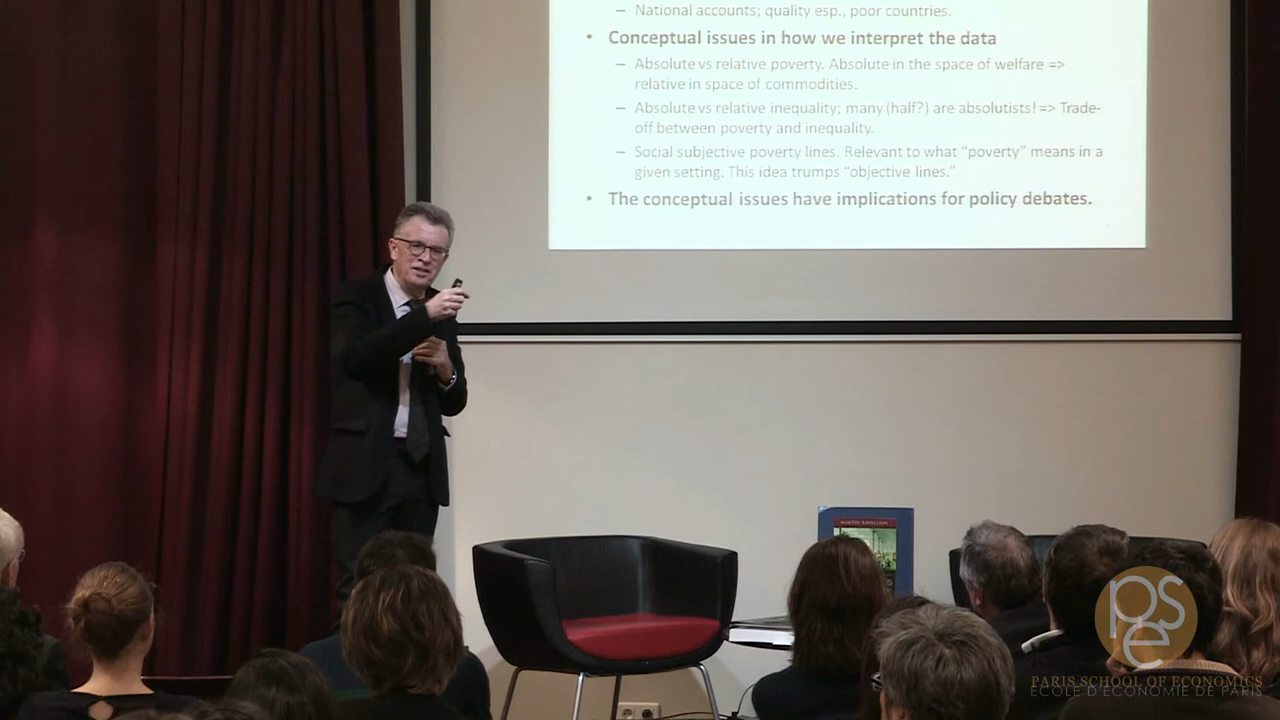 – National accounts; quality esp., poor countries.
• Conceptual issues in how we interpret the data
– Absolute vs relative poverty. Absolute in the space of welfare =>
relative in space of commodities.
– Absolute vs relative inequality; many (half?) are absolutists! => Trade-
off between poverty and inequality.
– Social subjective poverty lines. Relevant to what “poverty” means in a
given setting. This idea trumps “objective lines.”
• The conceptual issues have implications for policy debates.
MARTIN RAVALLION
pse
PARIS SCHOOL OF ECONOMICS
ECOLE D'ECONOMIE DE PARIS